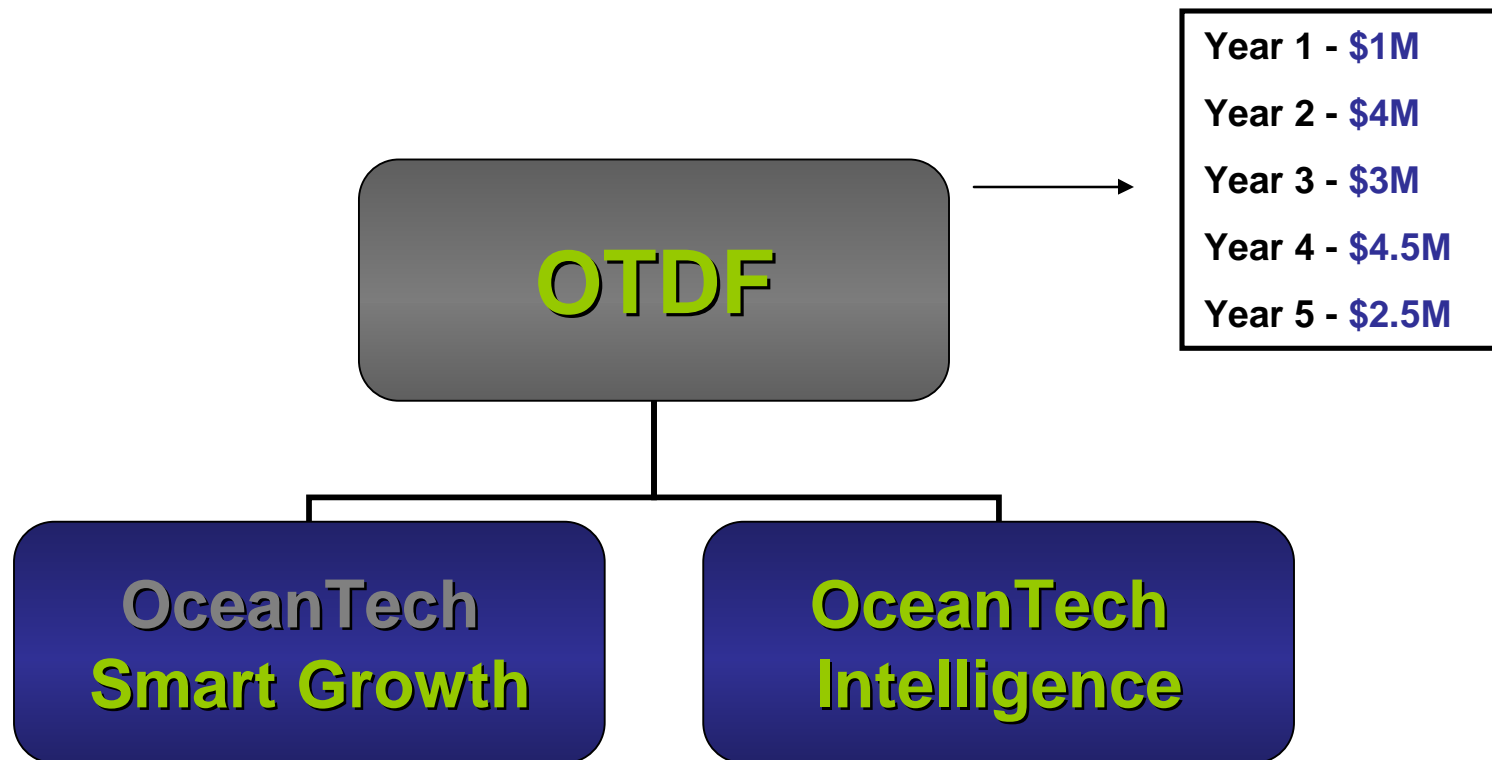 Year 1 - $1M
Year 2 - $4M
Year 3 - $3M
Year 4 - $4.5M
Year 5 - $2.5M
OTDF
OceanTech
Smart Growth
OceanTech
Intelligence